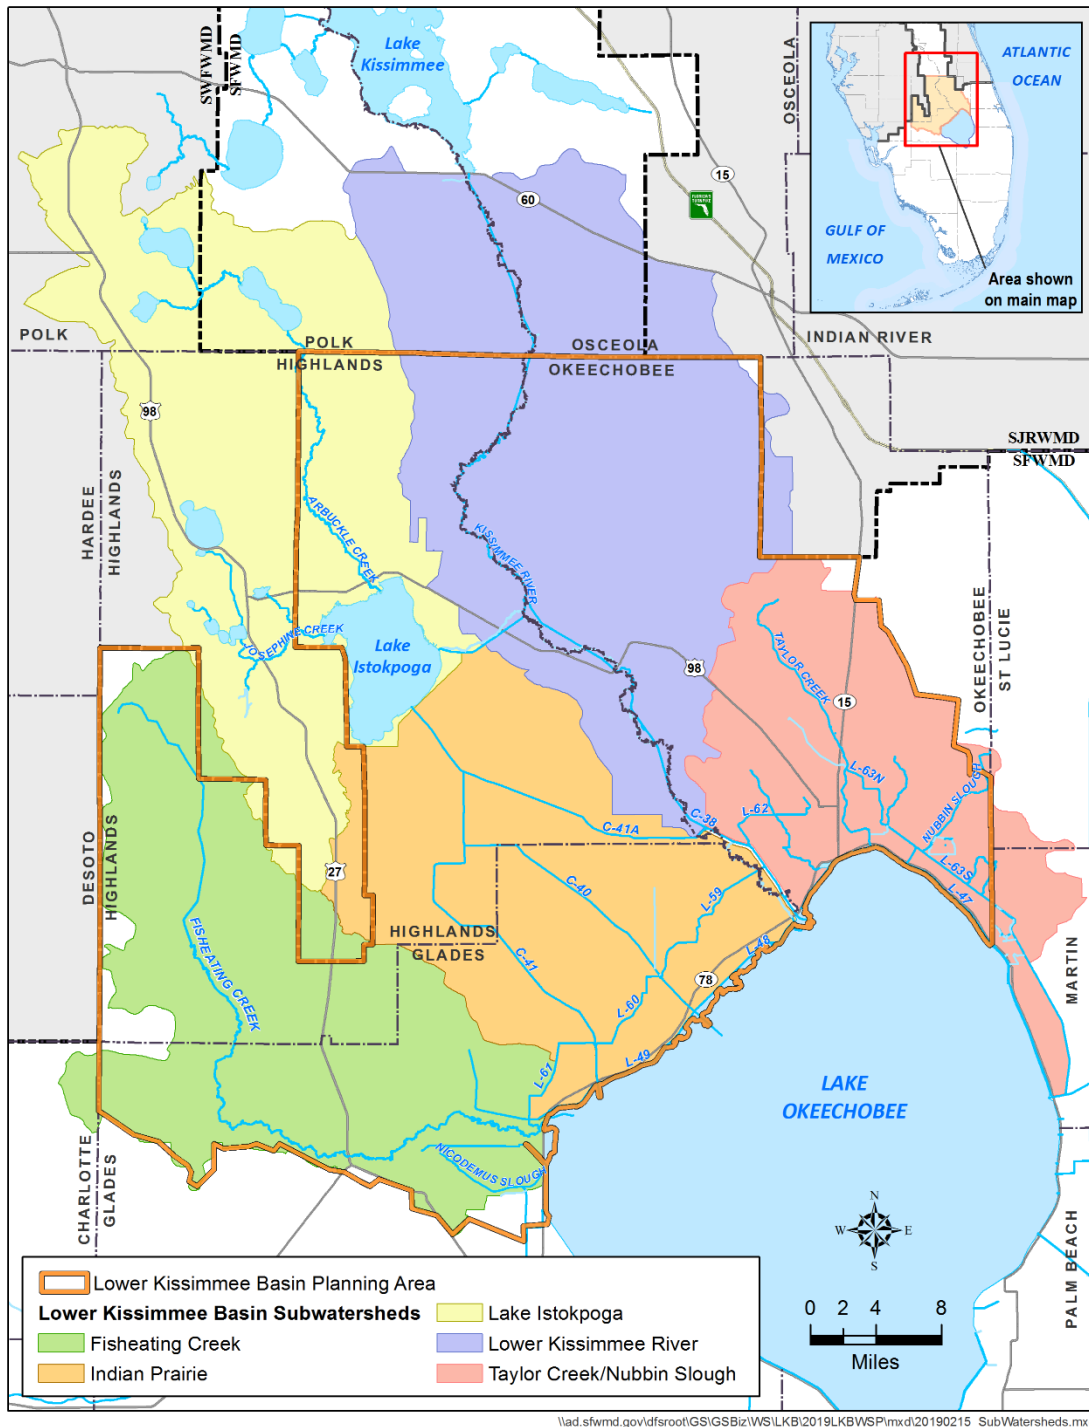 Lake
Kissimmee
SWFWMD
SFWMD
OSCEOLA
ATLANTIC
OCEAN
GULF OF
MEXICO
Area shown
on main map
15
FLORIDA'S
TURNPIKE
60
POLK
POLK
HIGHLANDS
OSCEOLA
OKEECHOBEE
INDIAN RIVER
98
SJRWMD
SFWMD
HARDEE
HIGHLANDS
ARBUCKLE CREEK
KISSIMMEE RIVER
OKEECHOBEE
ST LUCIE
JOSEPHINE CREEK
Lake
Istokpoga
98
TAYLOR CREEK
15
L-63N
NUBBIN SLOUGH
C-38
L-62
C-41A
L-63S
L-47
DESOTO
HIGHLANDS
27
C-40
L-59
FISHEATING CREEK
HIGHLANDS
GLADES
C-41
L-48
78
MARTIN
L-60
L-49
L-61
LAKE
OKEECHOBEE
NICODEMUS SLOUGH
CHARLOTTE
GLADES
N
W
E
S
PALM BEACH
Lower Kissimmee Basin Planning Area
Lower Kissimmee Basin Subwatersheds
Fisheating Creek
Indian Prairie
Lake Istokpoga
Lower Kissimmee River
Taylor Creek/Nubbin Slough
0 2 4 8
Miles
\\ad.sfwmd.gov\dfsroot\GS\GSBiz\WS\LKB\2019LKBWSP\mxd\20190215_SubWatersheds.mx